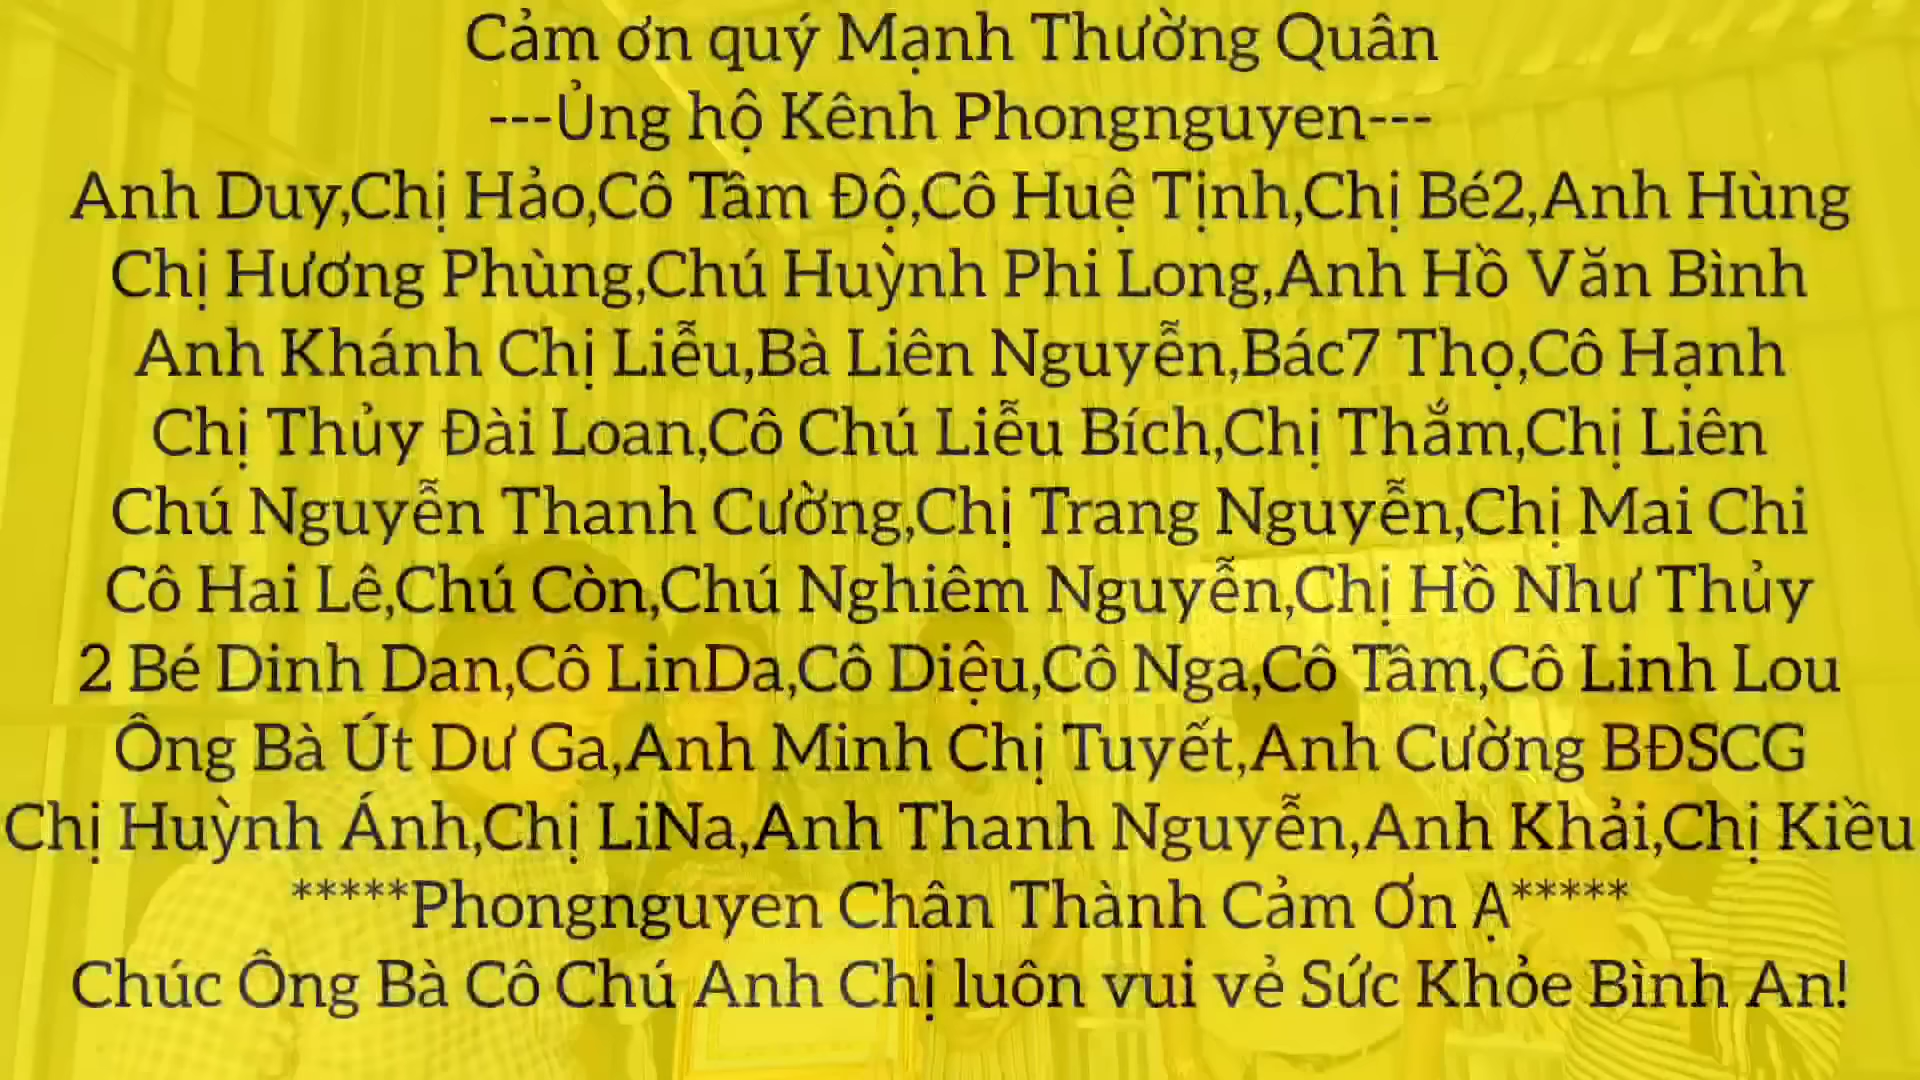 Cảm ơn quý Mạnh Thường Quân
---Ủng hộ Kênh Phongnguyen---
Anh Duy,Chị Hảo,Cô Tầm Độ,Cô Huệ Tịnh,Chị Bé2,Anh Hùng
Chị Hương Phùng,Chú Huỳnh Phi Long,Anh Hồ Văn Bình
Anh Khánh Chị Liễu,Bà Liên Nguyễn,Bác7 Thọ,Cô Hạnh
Chị Thủy Đài Loan,Cô Chú Liễu Bích,Chị Thắm,Chị Liên
Chú Nguyễn Thanh Cường,Chị Trang Nguyễn,Chị Mai Chi
Cô Hai Lê,Chú Còn,Chú Nghiêm Nguyễn,Chị Hồ Như Thủy
2 Bé Dinh Dan,Cô LinDa,Cô Diệu,Cô Nga,Cô Tâm,Cô Linh Lou
Ông Bà Út Dư Ga,Anh Minh Chị Tuyết,Anh Cường BĐSCG
Chị Huỳnh Ánh,Chị LiNa,Anh Thanh Nguyễn,Anh Khải,Chị Kiều
*****Phongnguyen Chân Thành Cảm Ơn Ạ*****
Chúc Ông Bà Cô Chú Anh Chị luôn vui vẻ Sức Khỏe Bình An!